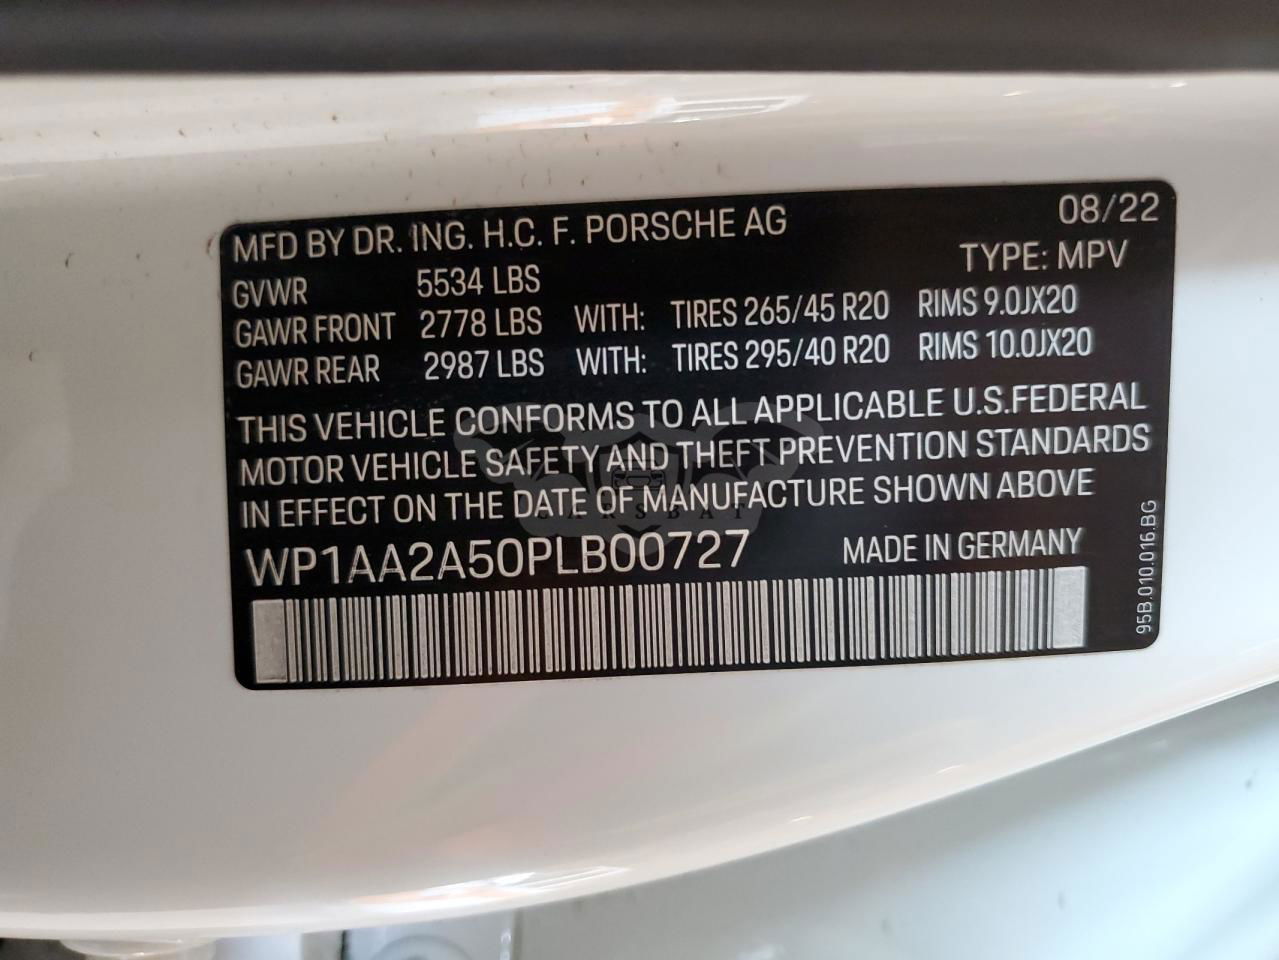 MFD BY DR. ING. H.C. F. PORSCHE AG 08/22
TYPE: MPV
GVWR 5534 LBS
GAWR FRONT 2778 LBS WITH: TIRES 265/45 R20 RIMS 9.0JX20
GAWR REAR 2987 LBS WITH: TIRES 295/40 R20 RIMS 10.0JX20
THIS VEHICLE CONFORMS TO ALL APPLICABLE U.S.FEDERAL
MOTOR VEHICLE SAFETY AND THEFT PREVENTION STANDARDS
IN EFFECT ON THE DATE OF MANUFACTURE SHOWN ABOVE
WP1AA2A50PLB00727 MADE IN GERMANY
95B.010.016.BG
CARSBAT